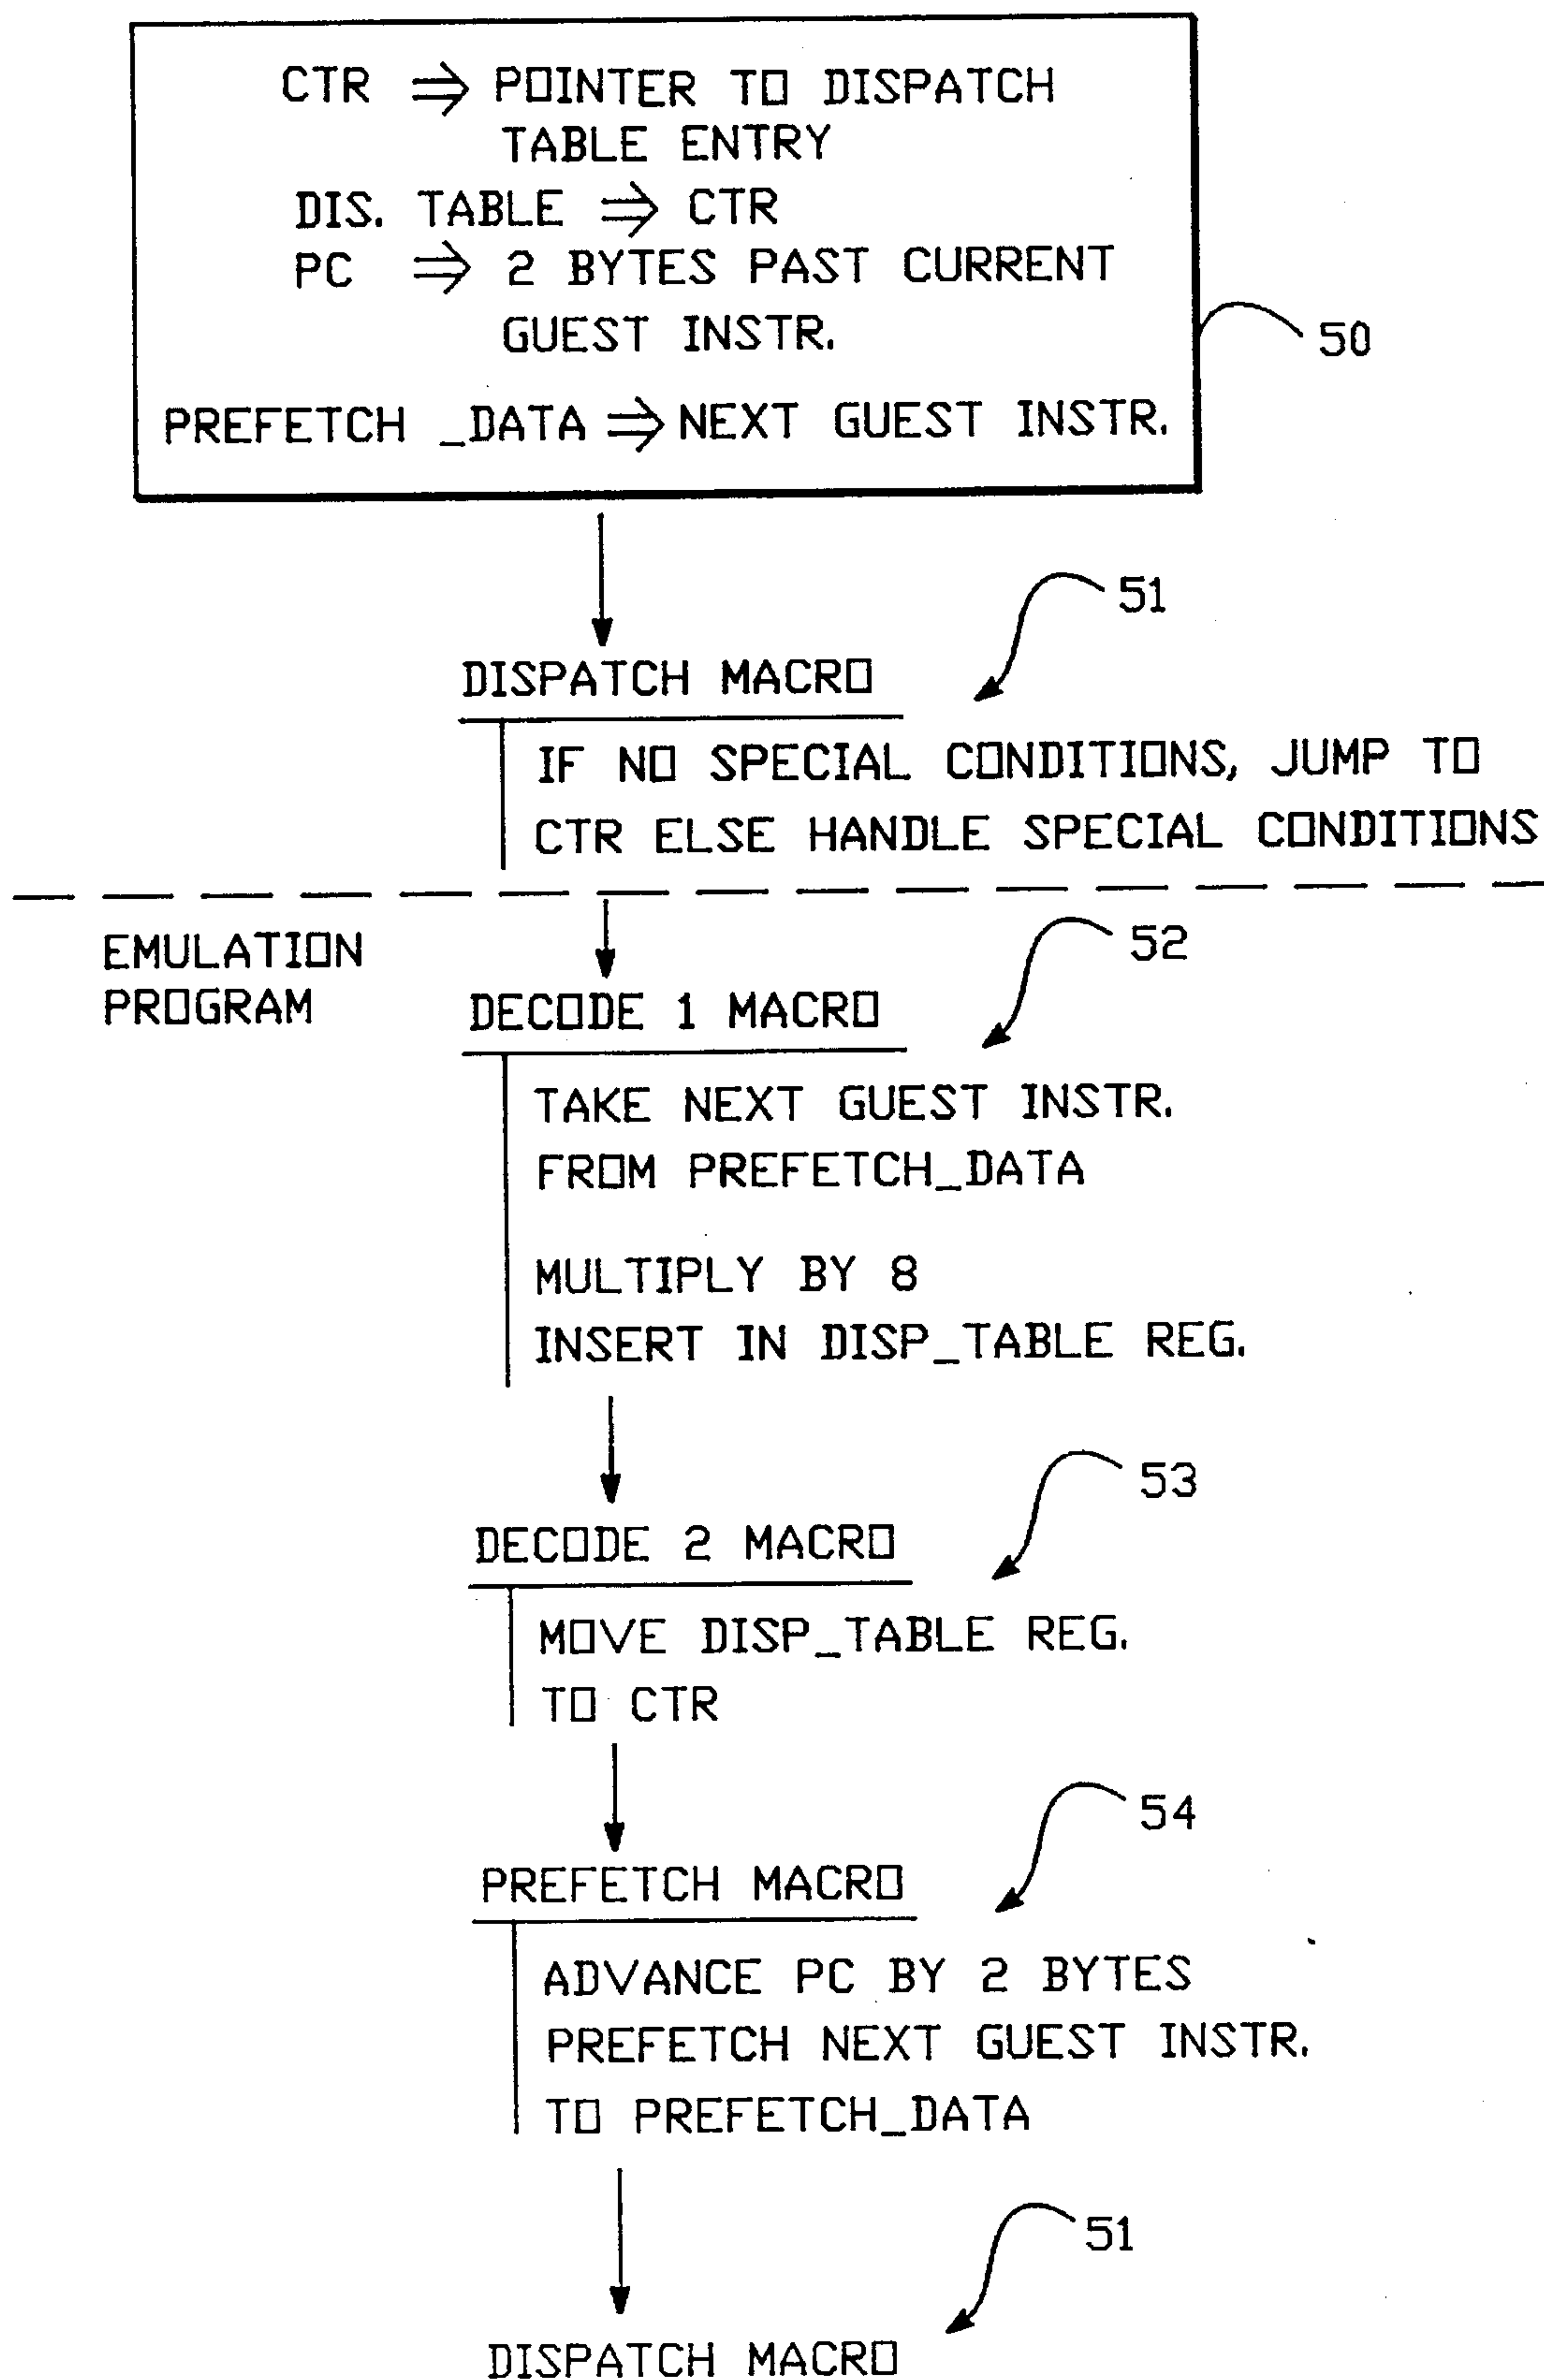 CTR ⇒ POINTER TO DISPATCH
TABLE ENTRY
DIS. TABLE ⇒ CTR
PC ⇒ 2 BYTES PAST CURRENT
GUEST INSTR.
PREFETCH _DATA ⇒ NEXT GUEST INSTR.
50
51
DISPATCH MACRO
IF NO SPECIAL CONDITIONS, JUMP TO
CTR ELSE HANDLE SPECIAL CONDITIONS
EMULATION
PROGRAM
52
DECODE 1 MACRO
TAKE NEXT GUEST INSTR.
FROM PREFETCH_DATA
MULTIPLY BY 8
INSERT IN DISP_TABLE REG.
53
DECODE 2 MACRO
MOVE DISP_TABLE REG.
TO CTR
54
PREFETCH MACRO
ADVANCE PC BY 2 BYTES
PREFETCH NEXT GUEST INSTR.
TO PREFETCH_DATA
51
DISPATCH MACRO